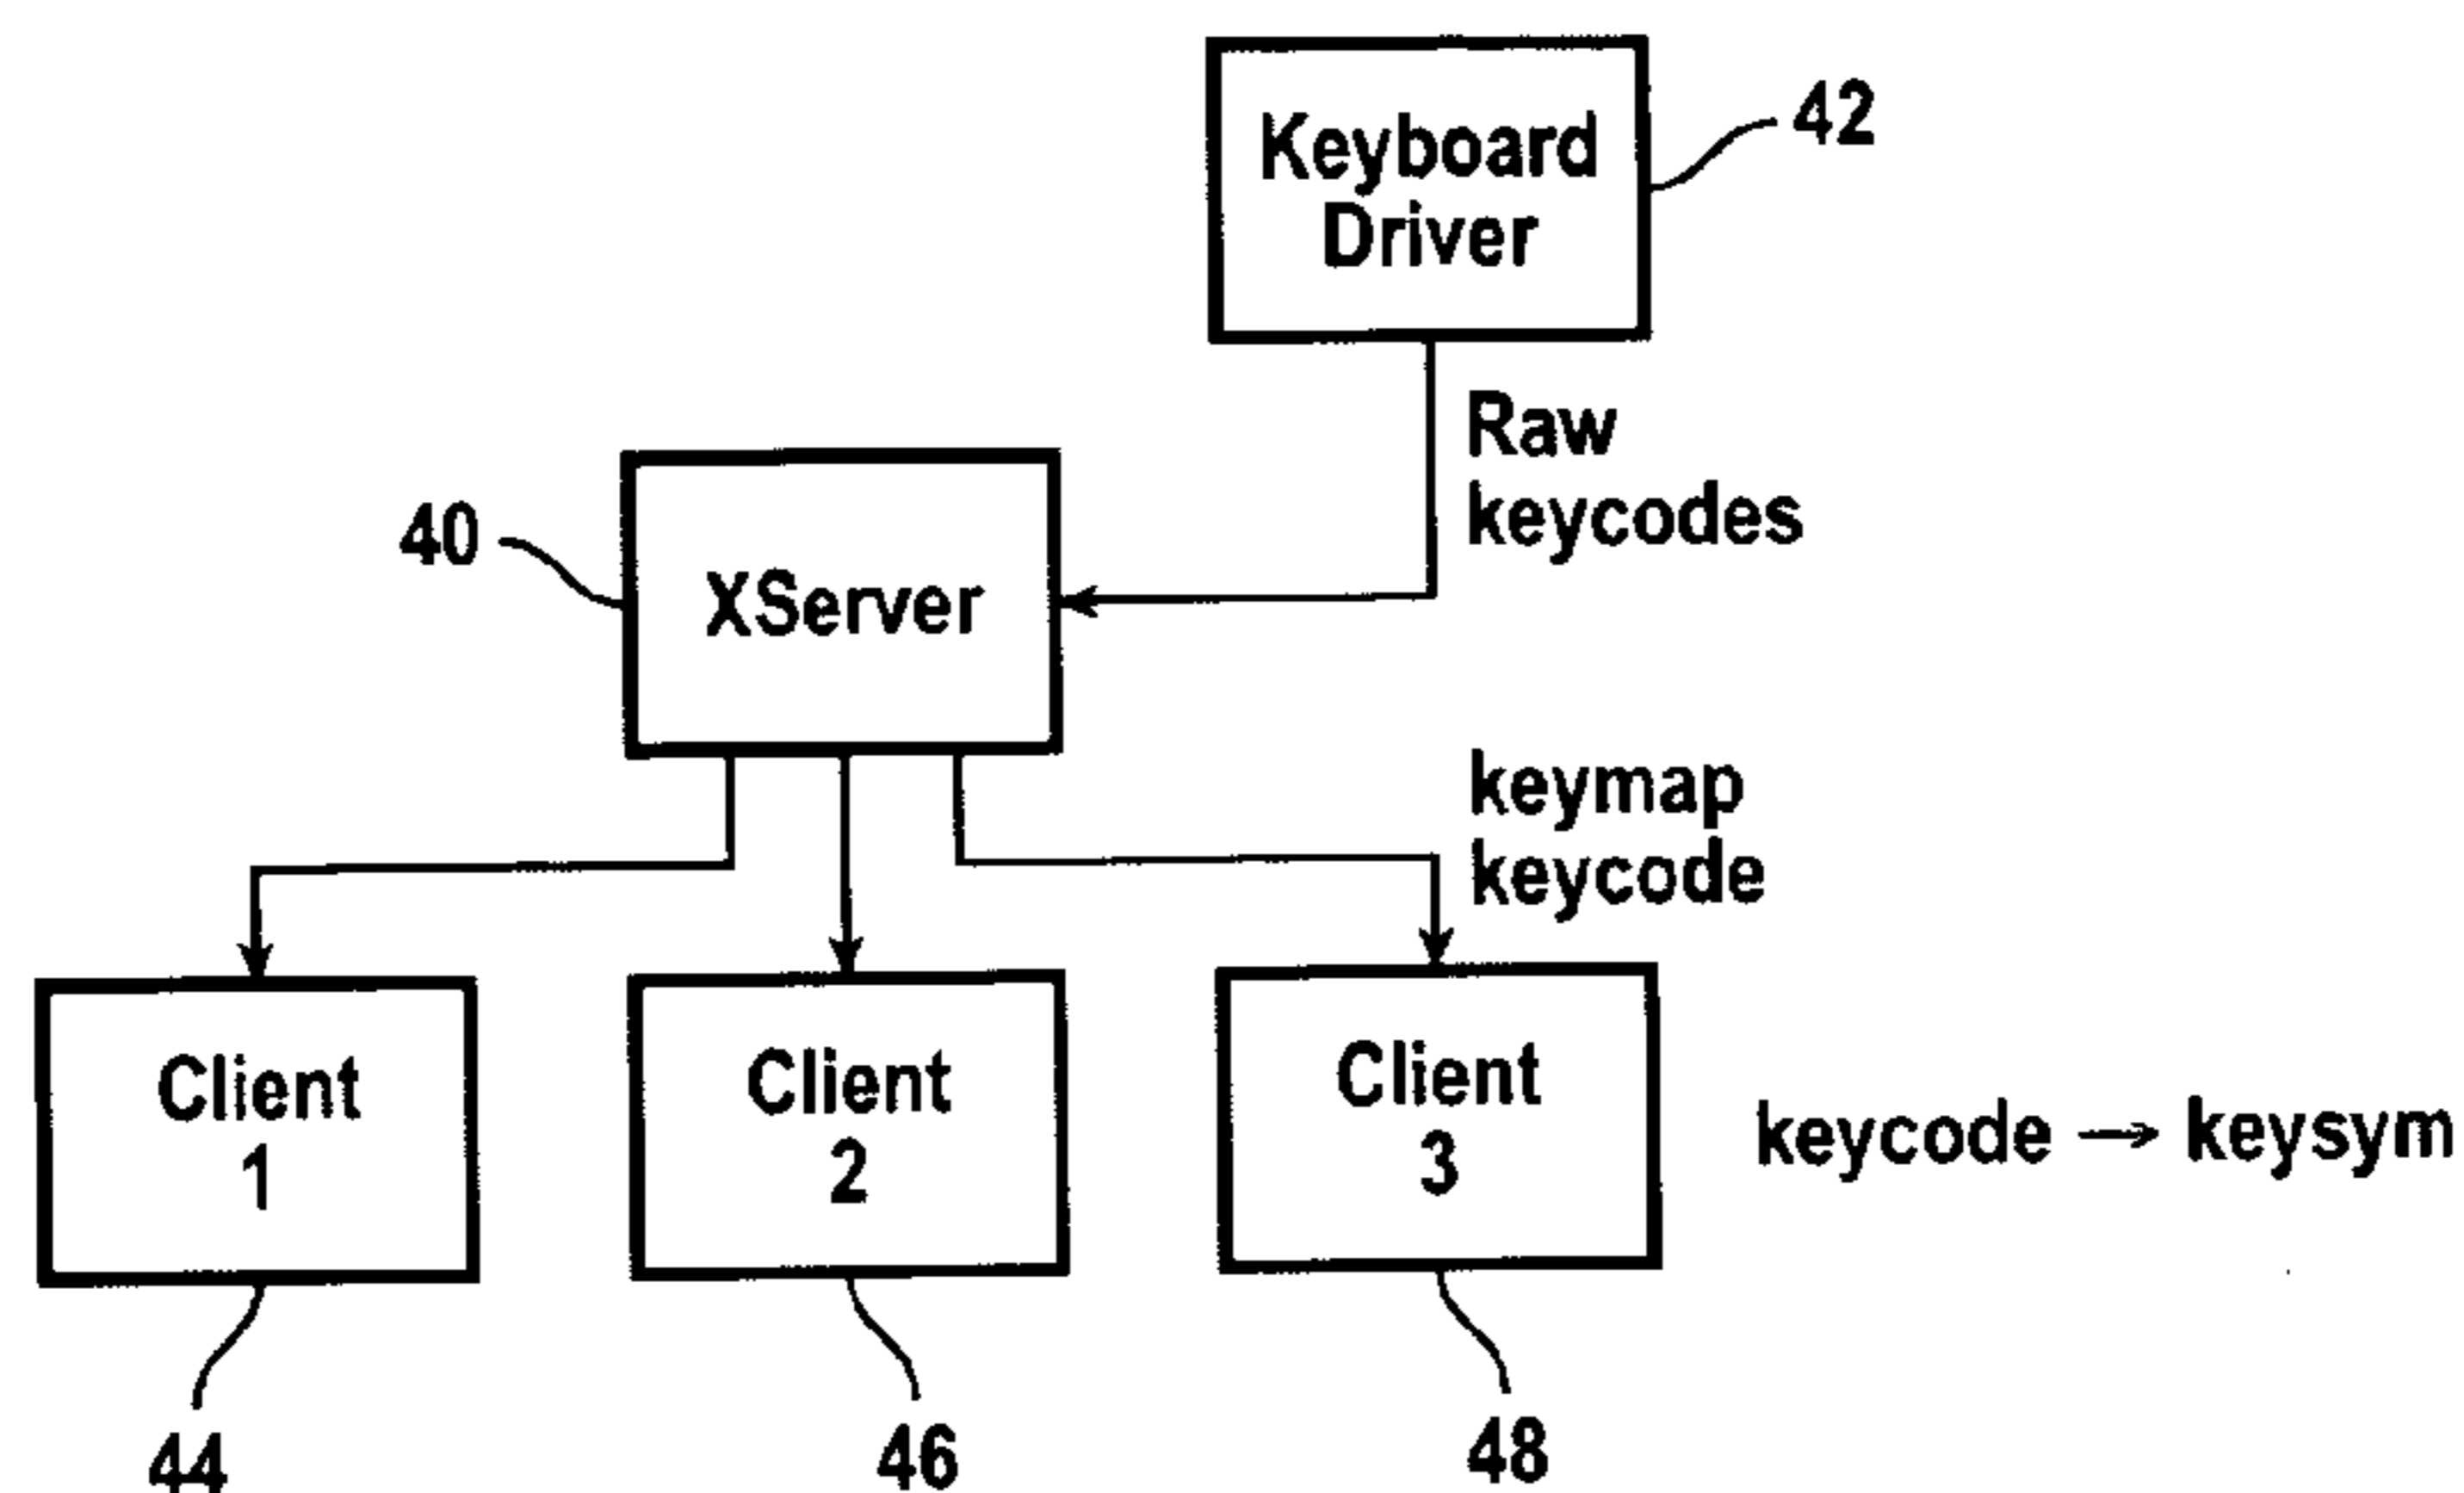 Keyboard
Driver
42
Raw
keycodes
40
XServer
keymap
keycode
Client
1
Client
2
Client
3
keycode → keysym
44
46
48